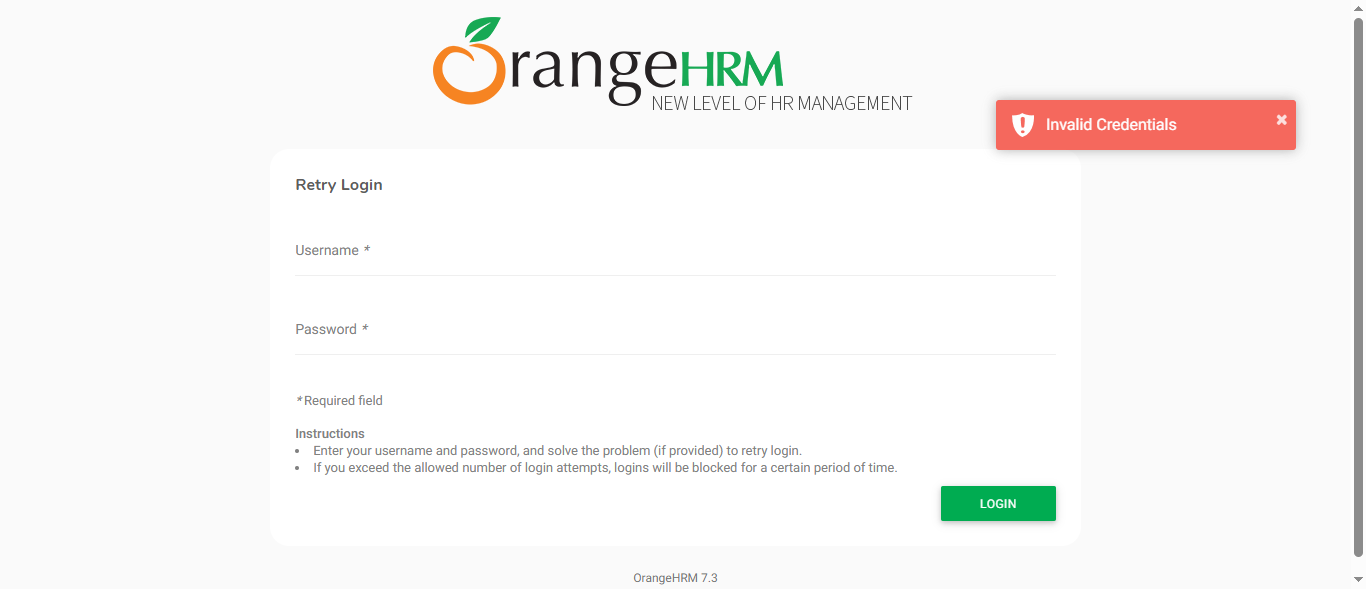 OrangeHRM
NEW LEVEL OF HR MANAGEMENT
Invalid Credentials
Retry Login
Username *
Password *
* Required field
Instructions
• Enter your username and password, and solve the problem (if provided) to retry login.
• If you exceed the allowed number of login attempts, logins will be blocked for a certain period of time.
LOGIN
OrangeHRM 7.3